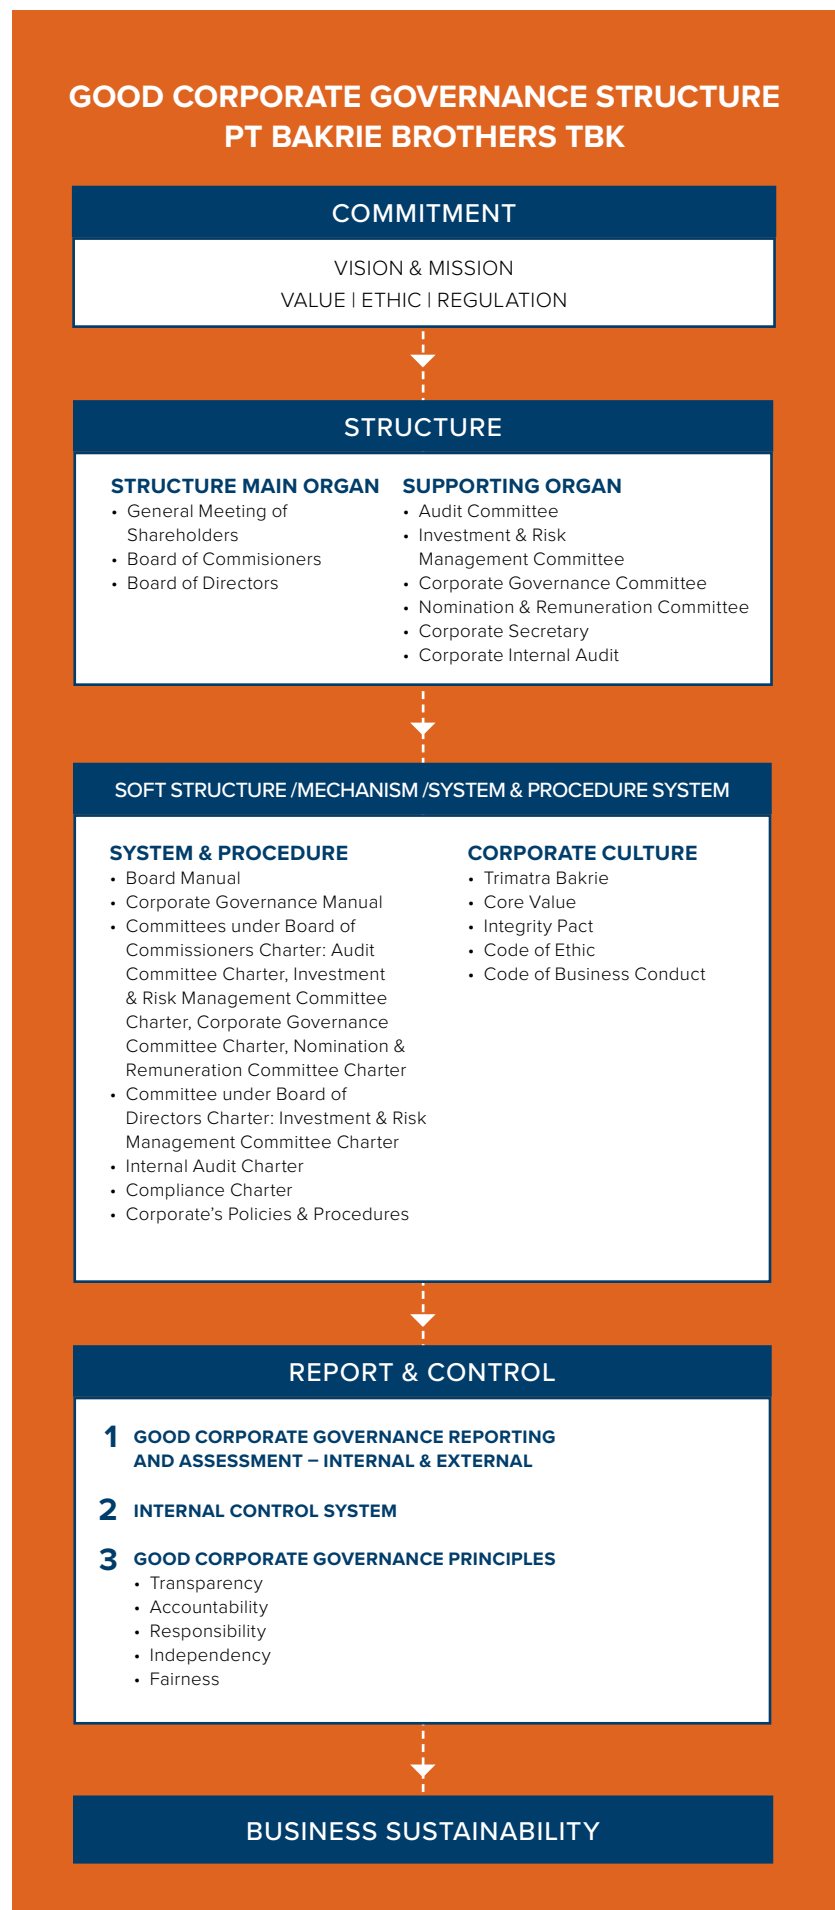 GOOD CORPORATE GOVERNANCE STRUCTURE
PT BAKRIE BROTHERS TBK
COMMITMENT
VISION & MISSION
VALUE | ETHIC | REGULATION
STRUCTURE
STRUCTURE MAIN ORGAN
• General Meeting of
Shareholders
• Board of Commisioners
• Board of Directors
SUPPORTING ORGAN
• Audit Committee
• Investment & Risk
Management Committee
• Corporate Governance Committee
• Nomination & Remuneration Committee
• Corporate Secretary
• Corporate Internal Audit
SOFT STRUCTURE /MECHANISM /SYSTEM & PROCEDURE SYSTEM
SYSTEM & PROCEDURE
• Board Manual
• Corporate Governance Manual
• Committees under Board of
Commissioners Charter: Audit
Committee Charter, Investment
& Risk Management Committee
Charter, Corporate Governance
Committee Charter, Nomination &
Remuneration Committee Charter
• Committee under Board of
Directors Charter: Investment & Risk
Management Committee Charter
• Internal Audit Charter
• Compliance Charter
• Corporate’s Policies & Procedures
CORPORATE CULTURE
• Trimatra Bakrie
• Core Value
• Integrity Pact
• Code of Ethic
• Code of Business Conduct
REPORT & CONTROL
1 GOOD CORPORATE GOVERNANCE REPORTING
AND ASSESSMENT – INTERNAL & EXTERNAL
2 INTERNAL CONTROL SYSTEM
3 GOOD CORPORATE GOVERNANCE PRINCIPLES
• Transparency
• Accountability
• Responsibility
• Independency
• Fairness
BUSINESS SUSTAINABILITY